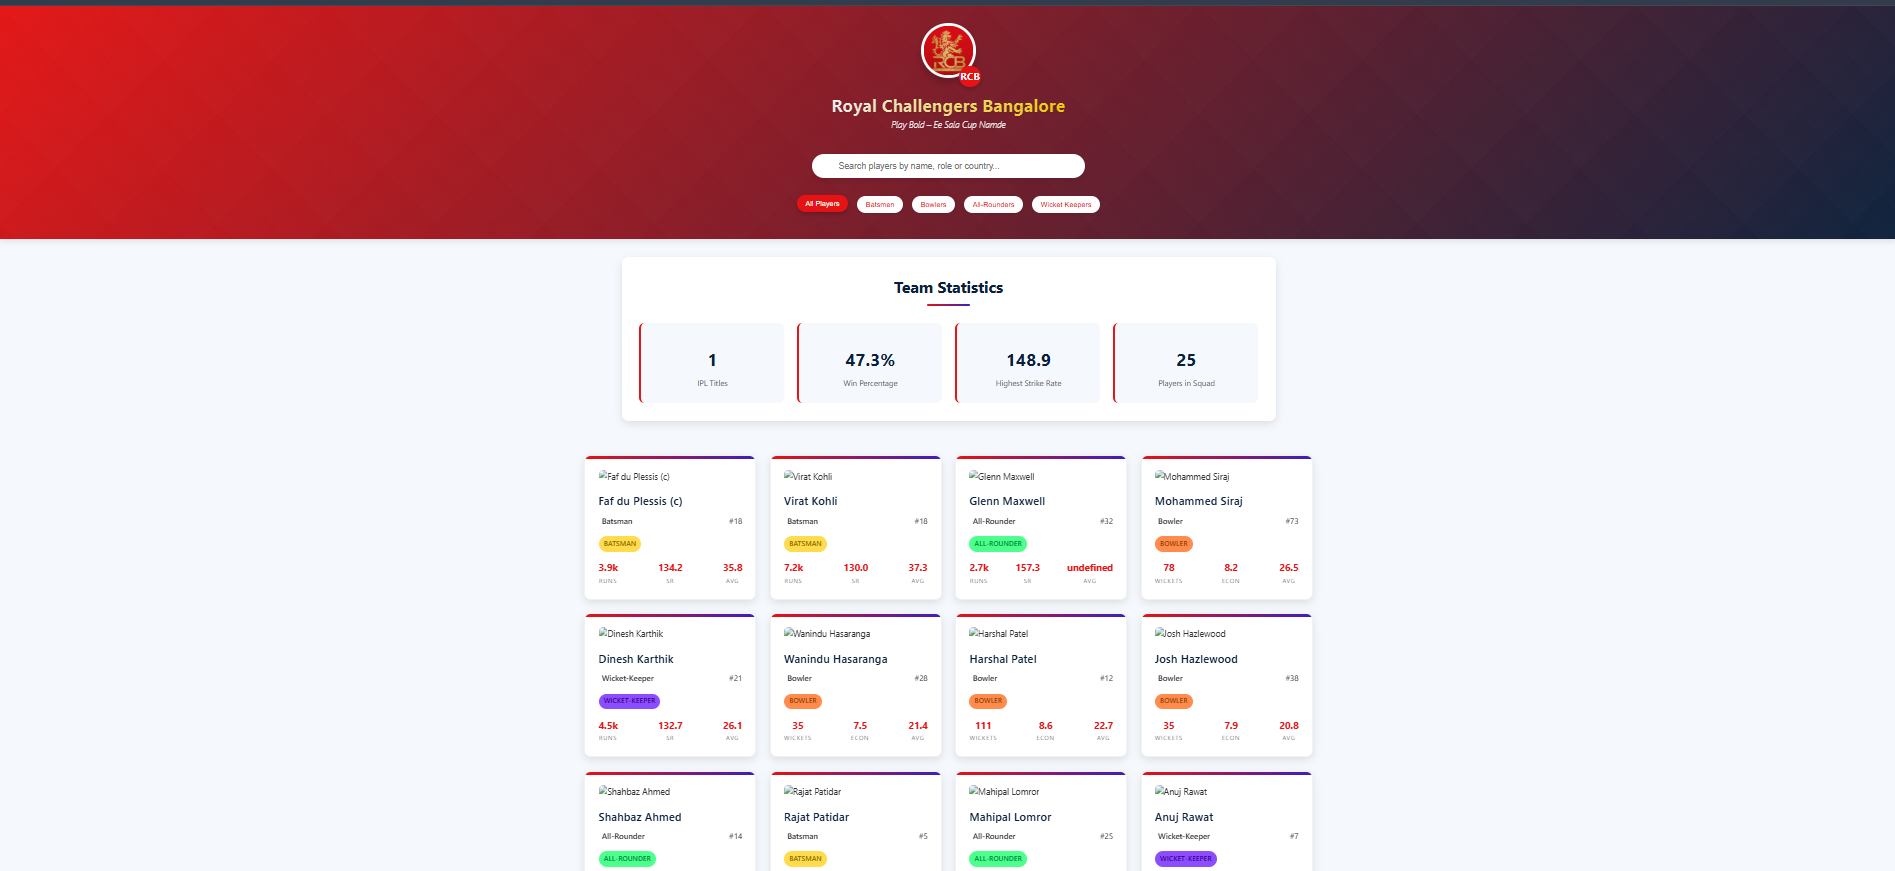 RCB
RCB
Royal Challengers Bangalore
Play Bold – Ee Sala Cup Namde
Search players by name, role or country...
All Players Batsmen Bowlers All-Rounders Wicket Keepers
Team Statistics
1 47.3% 148.9 25
IPL Titles Win Percentage Highest Strike Rate Players in Squad
Faf du Plessis (c) Virat Kohli Glenn Maxwell Mohammed Siraj
Faf du Plessis (c) Virat Kohli Glenn Maxwell Mohammed Siraj
Batsman #18 Batsman #18 All-Rounder #32 Bowler #73
BATSMAN BATSMAN ALL-ROUNDER BOWLER
3.9k 134.2 35.8 7.2k 130.0 37.3 2.7k 157.3 undefined 78 8.2 26.5
RUNS SR AVG RUNS SR AVG RUNS SR AVG WICKETS ECON AVG
Dinesh Karthik Wanindu Hasaranga Harshal Patel Josh Hazlewood
Dinesh Karthik Wanindu Hasaranga Harshal Patel Josh Hazlewood
Wicket-Keeper #21 Bowler #28 Bowler #12 Bowler #38
WICKET-KEEPER BOWLER BOWLER BOWLER
4.5k 132.7 26.1 35 7.5 21.4 111 8.6 22.7 35 7.9 20.8
RUNS SR AVG WICKETS ECON AVG WICKETS ECON AVG WICKETS ECON AVG
Shahbaz Ahmed Rajat Patidar Mahipal Lomror Anuj Rawat
Shahbaz Ahmed Rajat Patidar Mahipal Lomror Anuj Rawat
All-Rounder #14 Batsman #5 All-Rounder #25 Wicket-Keeper #7
ALL-ROUNDER BATSMAN ALL-ROUNDER WICKET-KEEPER